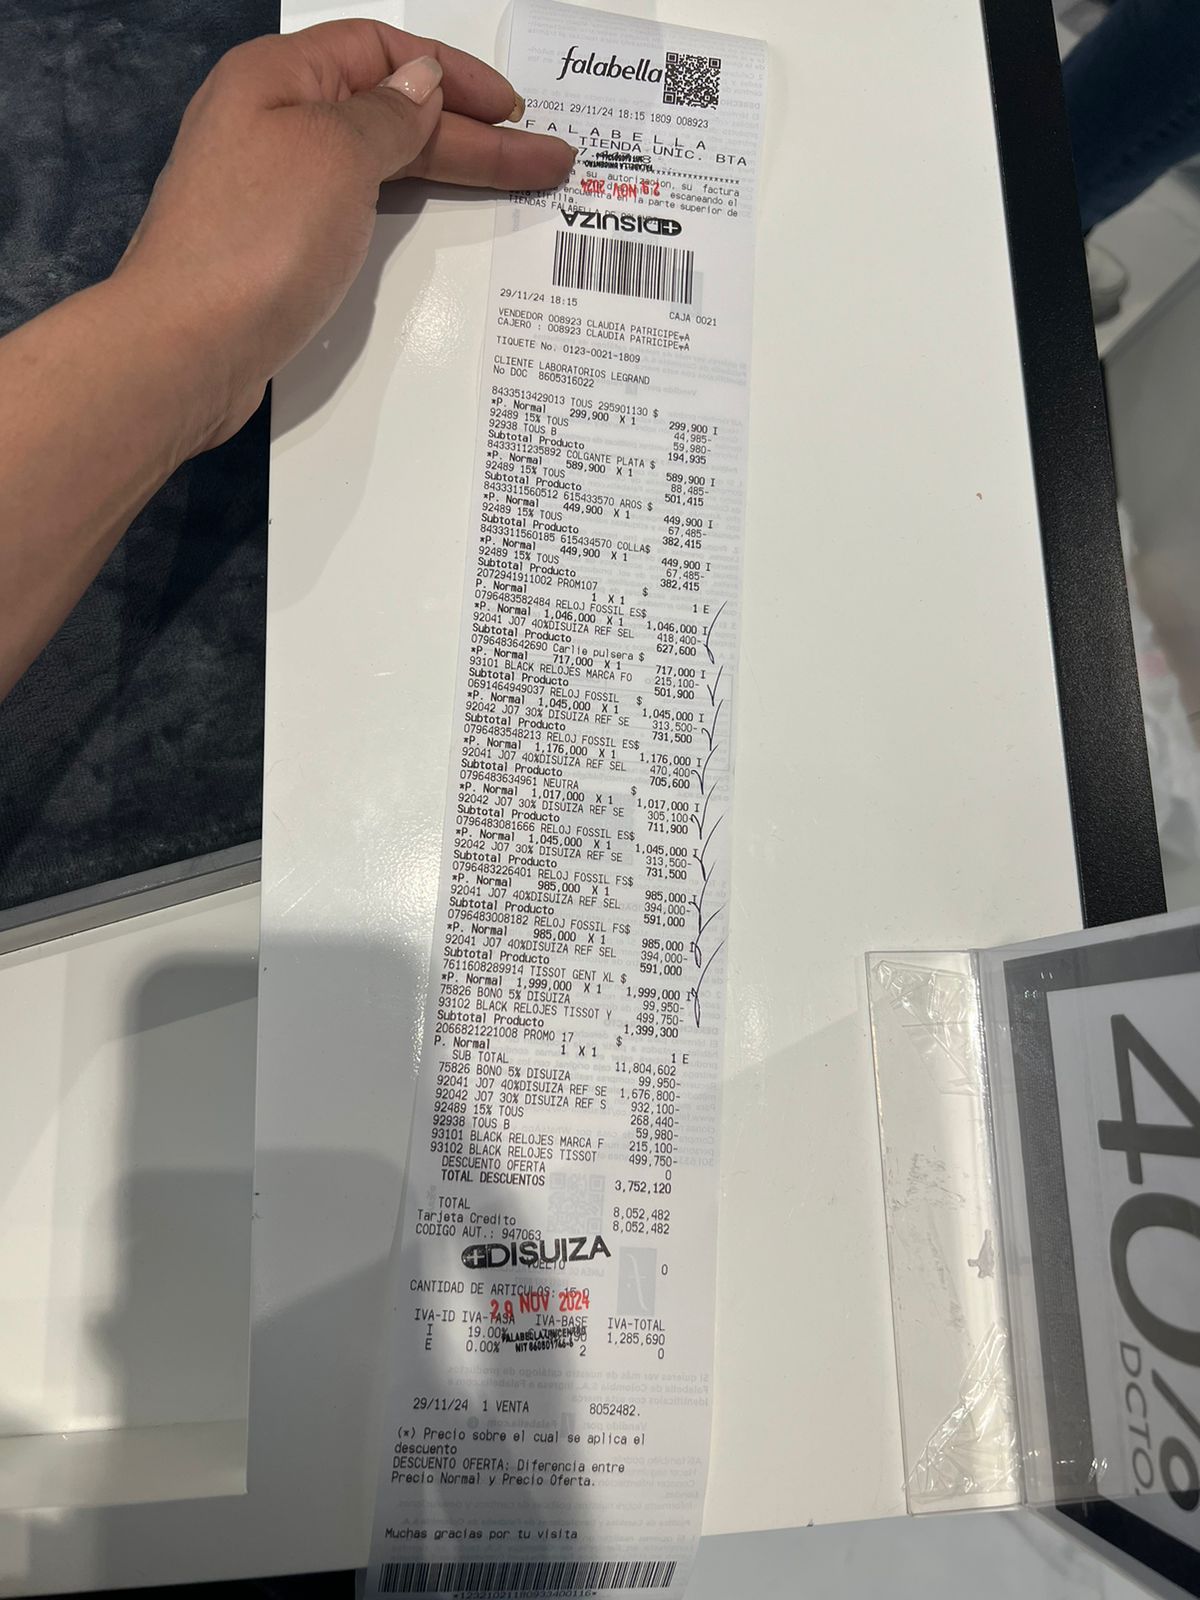 falabella
23/0021 29/11/24 18:15 1809 008923
F A L A B E L L A
TIENDA UNIC. BTA
su autorizacion, su factura
escaneando el
encuentra en la parte superior de
tirilla.
TIENDAS FALABELLA DE
29 NOV 2024
DISUIZA
29/11/24 18:15 CAJA 0021
VENDEDOR 008923 CLAUDIA PATRICIPE
CAJERO : 008923 CLAUDIA PATRICIPE
TIQUETE No. 0123-0021-1809
CLIENTE LABORATORIOS LEGRAND
No DOC 8605316022
8433513429013 TOUS 295901130 $
*P. Normal 299,900 X 1 299,900 I
92489 15% TOUS 44,985-
92938 TOUS B 59,980-
Subtotal Producto 194,935
8433311235892 COLGANTE PLATA $
*P. Normal 589,900 X 1 589,900 I
92489 15% TOUS 88,485-
Subtotal Producto 501,415
8433311560512 615433570 AROS $
*P. Normal 449,900 X 1 449,900 I
92489 15% TOUS 67,485-
Subtotal Producto 382,415
8433311560185 615434570 COLLA$
*P. Normal 449,900 X 1 449,900 I
92489 15% TOUS 67,485-
Subtotal Producto 382,415
2072941911002 PROM107 $
P. Normal 1 X 1 1 E
0796483582484 RELOJ FOSSIL ES$
*P. Normal 1,046,000 X 1 1,046,000 I
92041 J07 40%DISUIZA REF SEL 418,400-
Subtotal Producto 627,600
0796483642690 Carlie pulsera $
*P. Normal 717,000 X 1 717,000 I
93101 BLACK RELOJES MARCA FO 215,100-
Subtotal Producto 501,900
0691464949037 RELOJ FOSSIL $
*P. Normal 1,045,000 X 1 1,045,000 I
92042 J07 30% DISUIZA REF SE 313,500-
Subtotal Producto 731,500
0796483548213 RELOJ FOSSIL ES$
*P. Normal 1,176,000 X 1 1,176,000 I
92041 J07 40%DISUIZA REF SEL 470,400-
Subtotal Producto 705,600
0796483634961 NEUTRA $
*P. Normal 1,017,000 X 1 1,017,000 I
92042 J07 30% DISUIZA REF SE 305,100-
Subtotal Producto 711,900
0796483081666 RELOJ FOSSIL ES$
*P. Normal 1,045,000 X 1 1,045,000 I
92042 J07 30% DISUIZA REF SE 313,500-
Subtotal Producto 731,500
0796483226401 RELOJ FOSSIL FS$
*P. Normal 985,000 X 1 985,000 I
92041 J07 40%DISUIZA REF SEL 394,000-
Subtotal Producto 591,000
0796483008182 RELOJ FOSSIL FS$
*P. Normal 985,000 X 1 985,000 I
92041 J07 40%DISUIZA REF SEL 394,000-
Subtotal Producto 591,000
7611608289914 TISSOT GENT XL $
*P. Normal 1,999,000 X 1 1,999,000 I
75826 BONO 5% DISUIZA 99,950-
93102 BLACK RELOJES TISSOT Y 499,750-
Subtotal Producto 1,399,300
2066821221008 PROMO 17 $
P. Normal 1 X 1 1 E
SUB TOTAL 11,804,602
75826 BONO 5% DISUIZA 99,950-
92041 J07 40%DISUIZA REF SE 1,676,800-
92042 J07 30% DISUIZA REF S 932,100-
92489 15% TOUS 268,440-
92938 TOUS B 59,980-
93101 BLACK RELOJES MARCA F 215,100-
93102 BLACK RELOJES TISSOT 499,750-
DESCUENTO OFERTA 0
TOTAL DESCUENTOS 3,752,120
TOTAL 8,052,482
Tarjeta Credito 8,052,482
CODIGO AUT.: 947063
DISUIZA
VUELTO 0
CANTIDAD DE ARTICULOS: 15.0
29 NOV 2024
IVA-ID IVA-TASA IVA-BASE IVA-TOTAL
I 19.00% 1,285,690
E 0.00% 2 0
FALABELLA UNICENTRO
29/11/24 1 VENTA 8052482.
(*) Precio sobre el cual se aplica el
descuento
DESCUENTO OFERTA: Diferencia entre
Precio Normal y Precio Oferta.
Muchas gracias por tu visita
40%
DCTO.